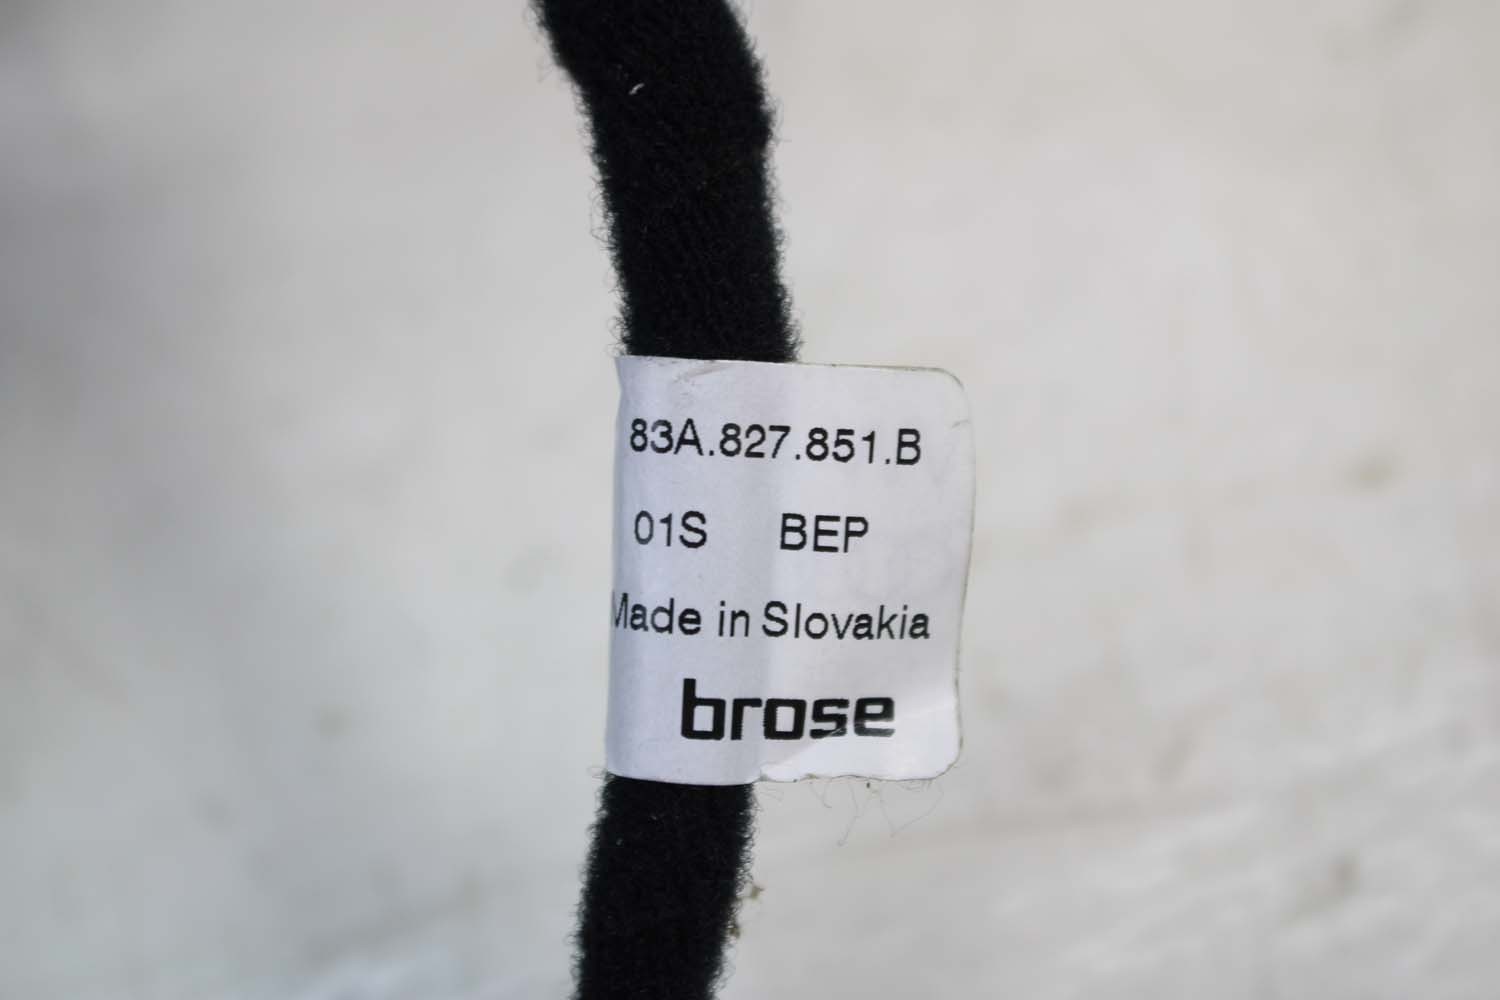 83A.827.851.B
01S BEP
Made in Slovakia
brose